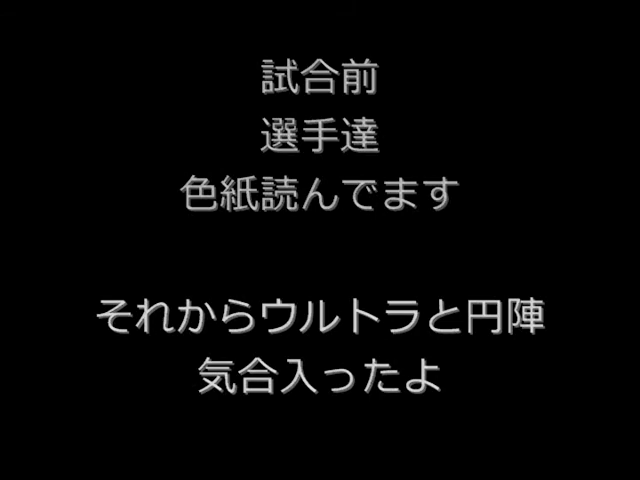 試合前
選手達
色紙読んでます
それからウルトラと円陣
気合入ったよ